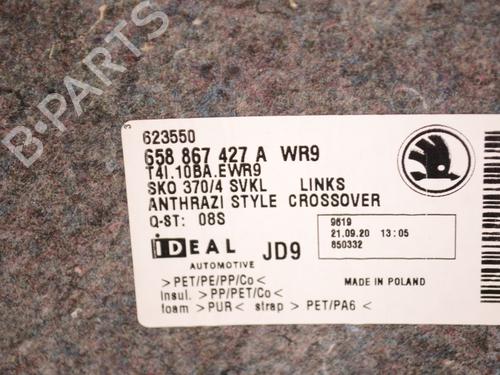 B-PARTS
623550
658 867 427 A WR9
T4I.10BA.EWR9
SKO 370/4 SVKL LINKS
ANTHRAZI STYLE CROSSOVER
Q-ST: 08S
9619
21.09.20 13:05
850332
iDEAL
AUTOMOTIVE
JD9
MADE IN POLAND
>PET/PE/PP/Co<
Insul. >PP/PET/Co<
foam >PUR< strap >PET/PA6<